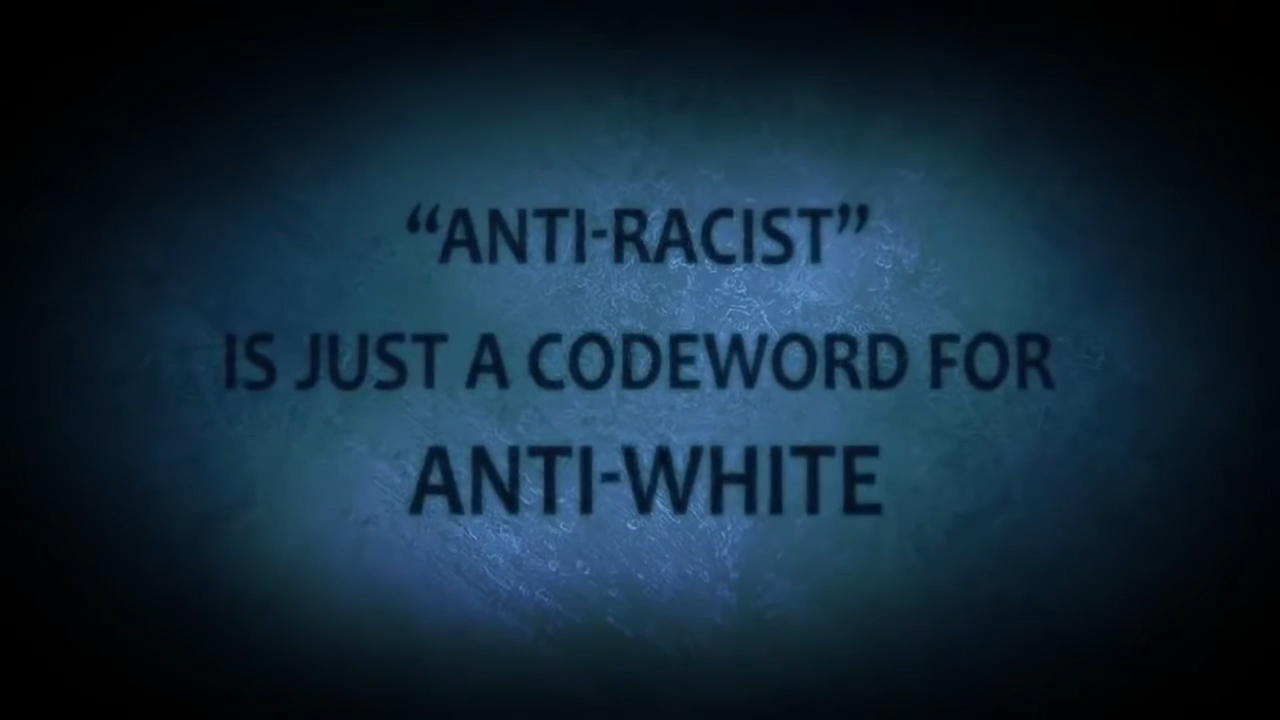 “ANTI-RACIST”
IS JUST A CODEWORD FOR
ANTI-WHITE